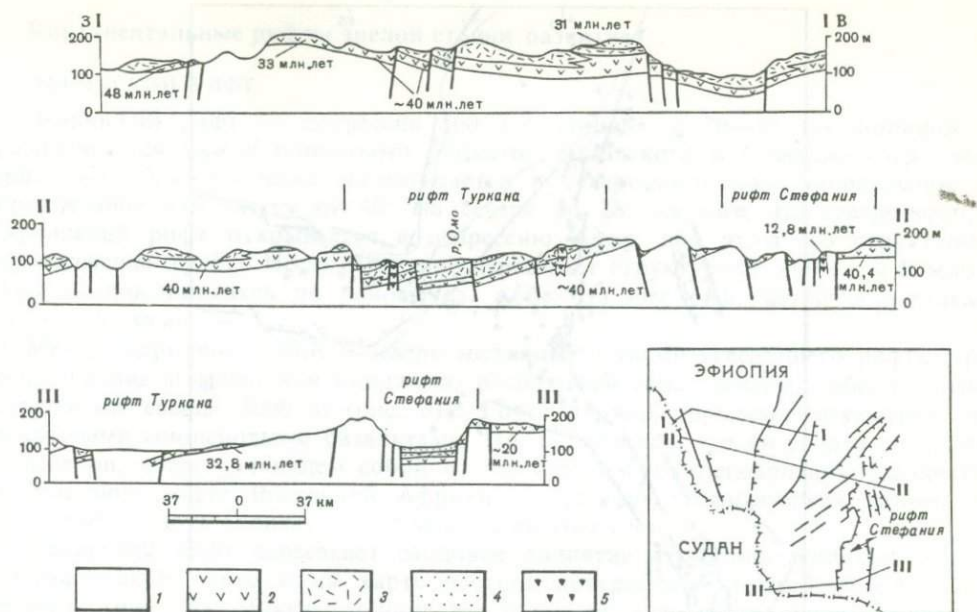 З I I В
31 млн.лет
200 200 м
33 млн.лет
100 100
48 млн.лет ~40 млн.лет
0 0
рифт Туркана рифт Стефания
II II
р.Омо 12,8 млн.лет
200 200 м
100 100
40 млн.лет ~40 млн.лет 40,4 млн.лет
0 0
III рифт Туркана рифт Стефания III
200 200
100 100
32,8 млн.лет ~20 млн.лет
0 0
37 0 37 км
ЭФИОПИЯ
I I
II II
рифт Стефания
СУДАН
III III
1 2 3 4 5